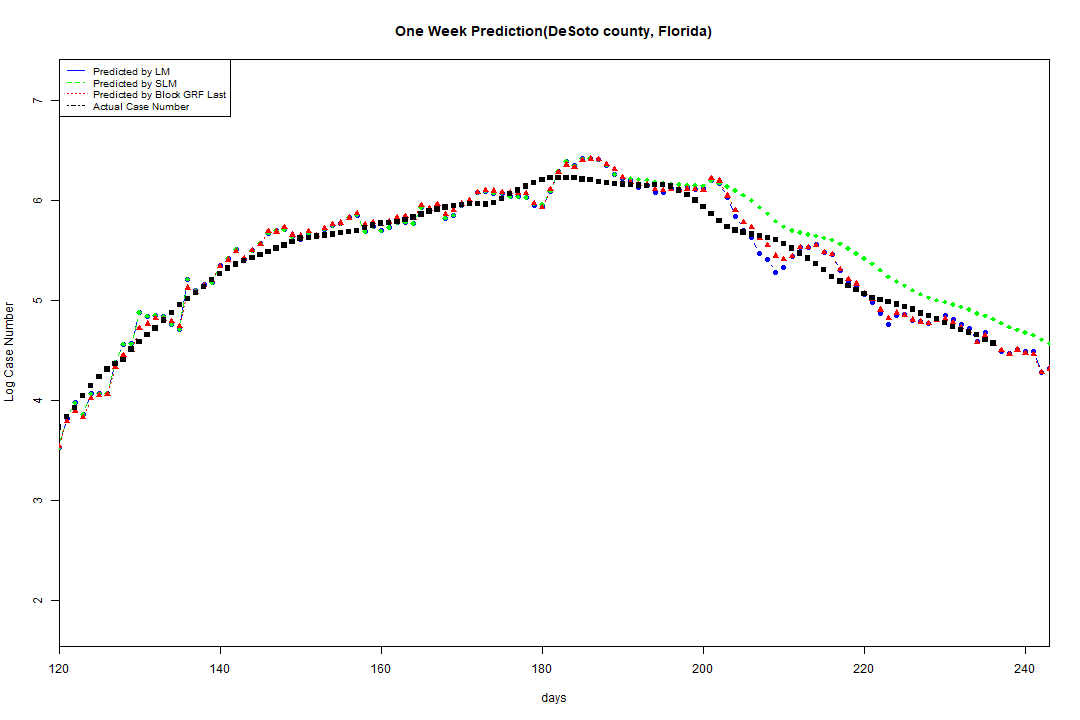 One Week Prediction(DeSoto county, Florida)
Predicted by LM
Predicted by SLM
Predicted by Block GRF Last
Actual Case Number
7
6
5
4
3
2
Log Case Number
120 140 160 180 200 220 240
days